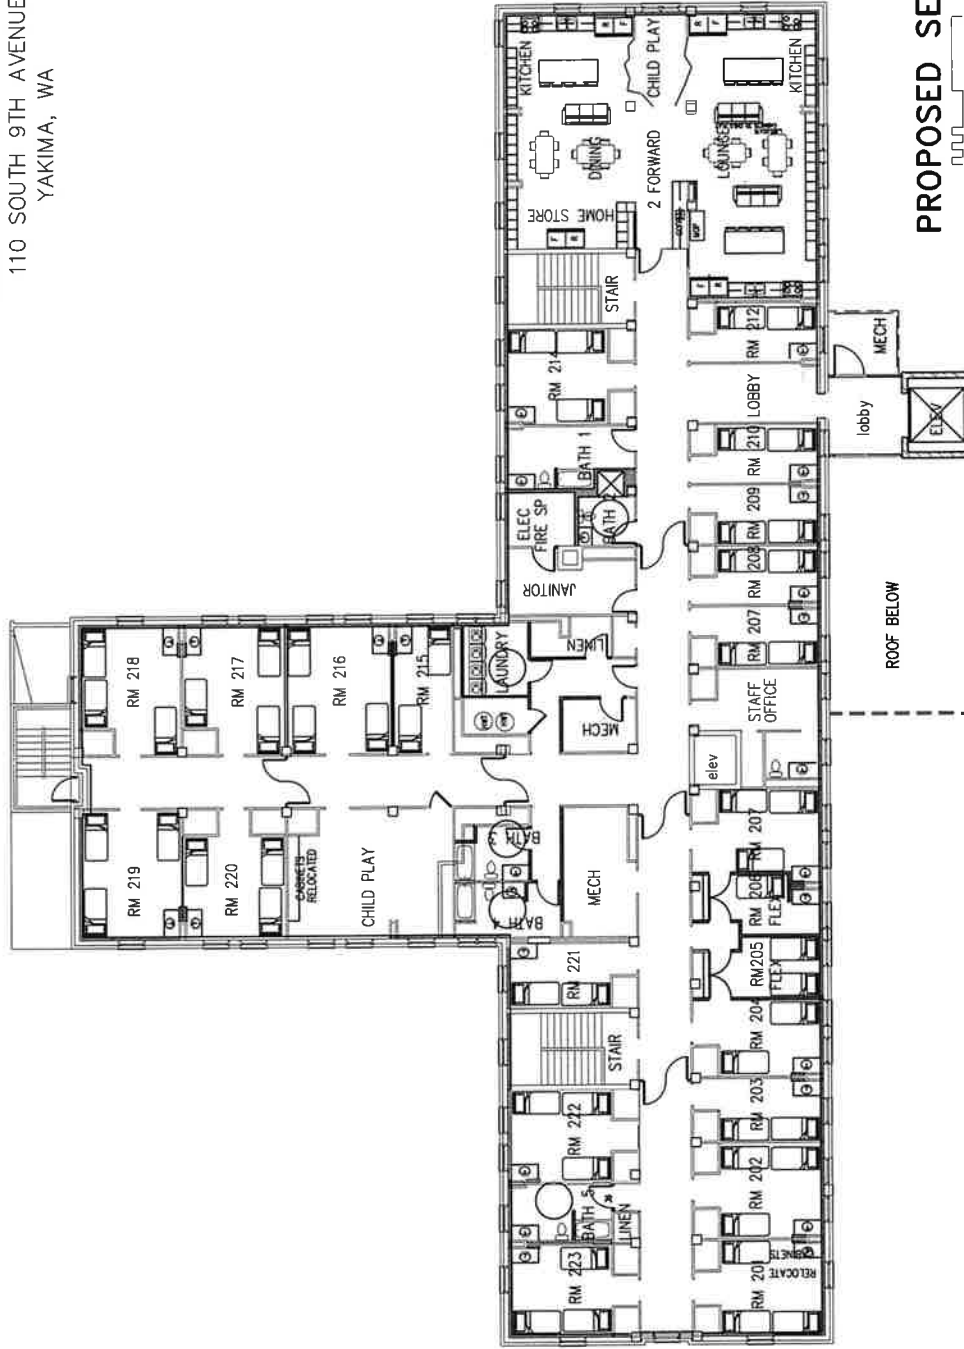 110 SOUTH 9TH AVENUE
YAKIMA, WA
PROPOSED SE
KITCHEN
CHILD PLAY
KITCHEN
DINING
2 FORWARD
LOUNGE
HOME STORE
F
R
R
F
R
F
F
R
STAIR
RM 214
RM 212
MECH
LOBBY
lobby
ELEV
BATH 1
RM 210
ELEC
FIRE SP
BATH
RM 209
JANITOR
RM 208
LINEN
RM 207
ROOF BELOW
LAUNDRY
MECH
STAFF
OFFICE
elev
RM 218
RM 217
RM 216
RM 215
RM 219
RM 220
CABINETS
RELOCATED
CHILD PLAY
BATH 3
BATH 4
MECH
RM 207
RM 206
FLEX
RM205
FLEX
RM 221
RM 204
STAIR
RM 203
RM 222
RM 202
BATH 5
LINEN
RM 223
RM 201
RELOCATE
CABINETS